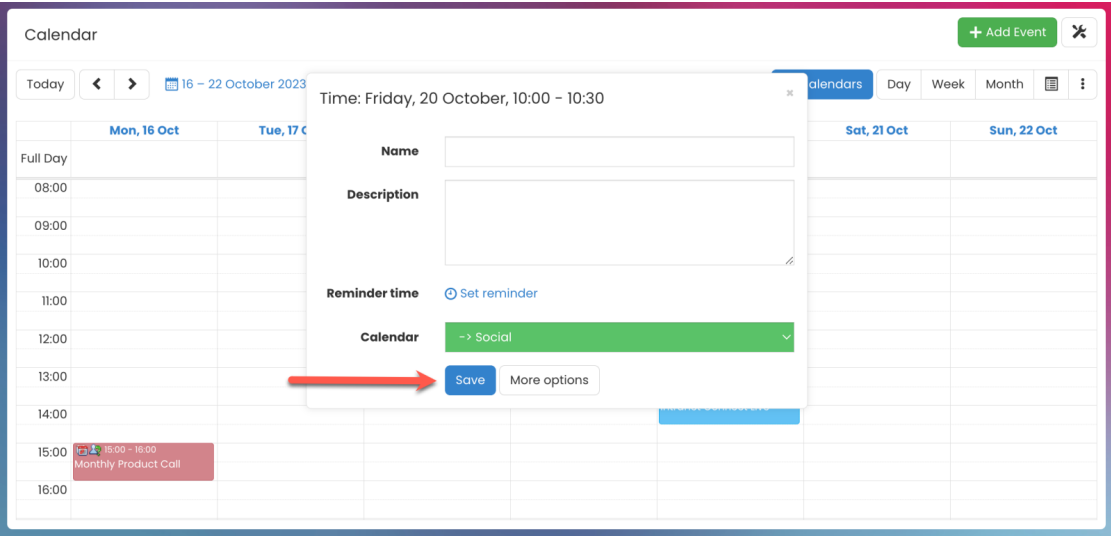 Calendar
+ Add Event
Today
16 – 22 October 2023
alendars
Day
Week
Month
Time: Friday, 20 October, 10:00 - 10:30
×
Mon, 16 Oct
Tue, 17
Sat, 21 Oct
Sun, 22 Oct
Full Day
Name
Description
Reminder time
Set reminder
Calendar
-> Social
Save
More options
08:00
09:00
10:00
11:00
12:00
13:00
14:00
15:00
16:00
15:00 - 16:00
Monthly Product Call